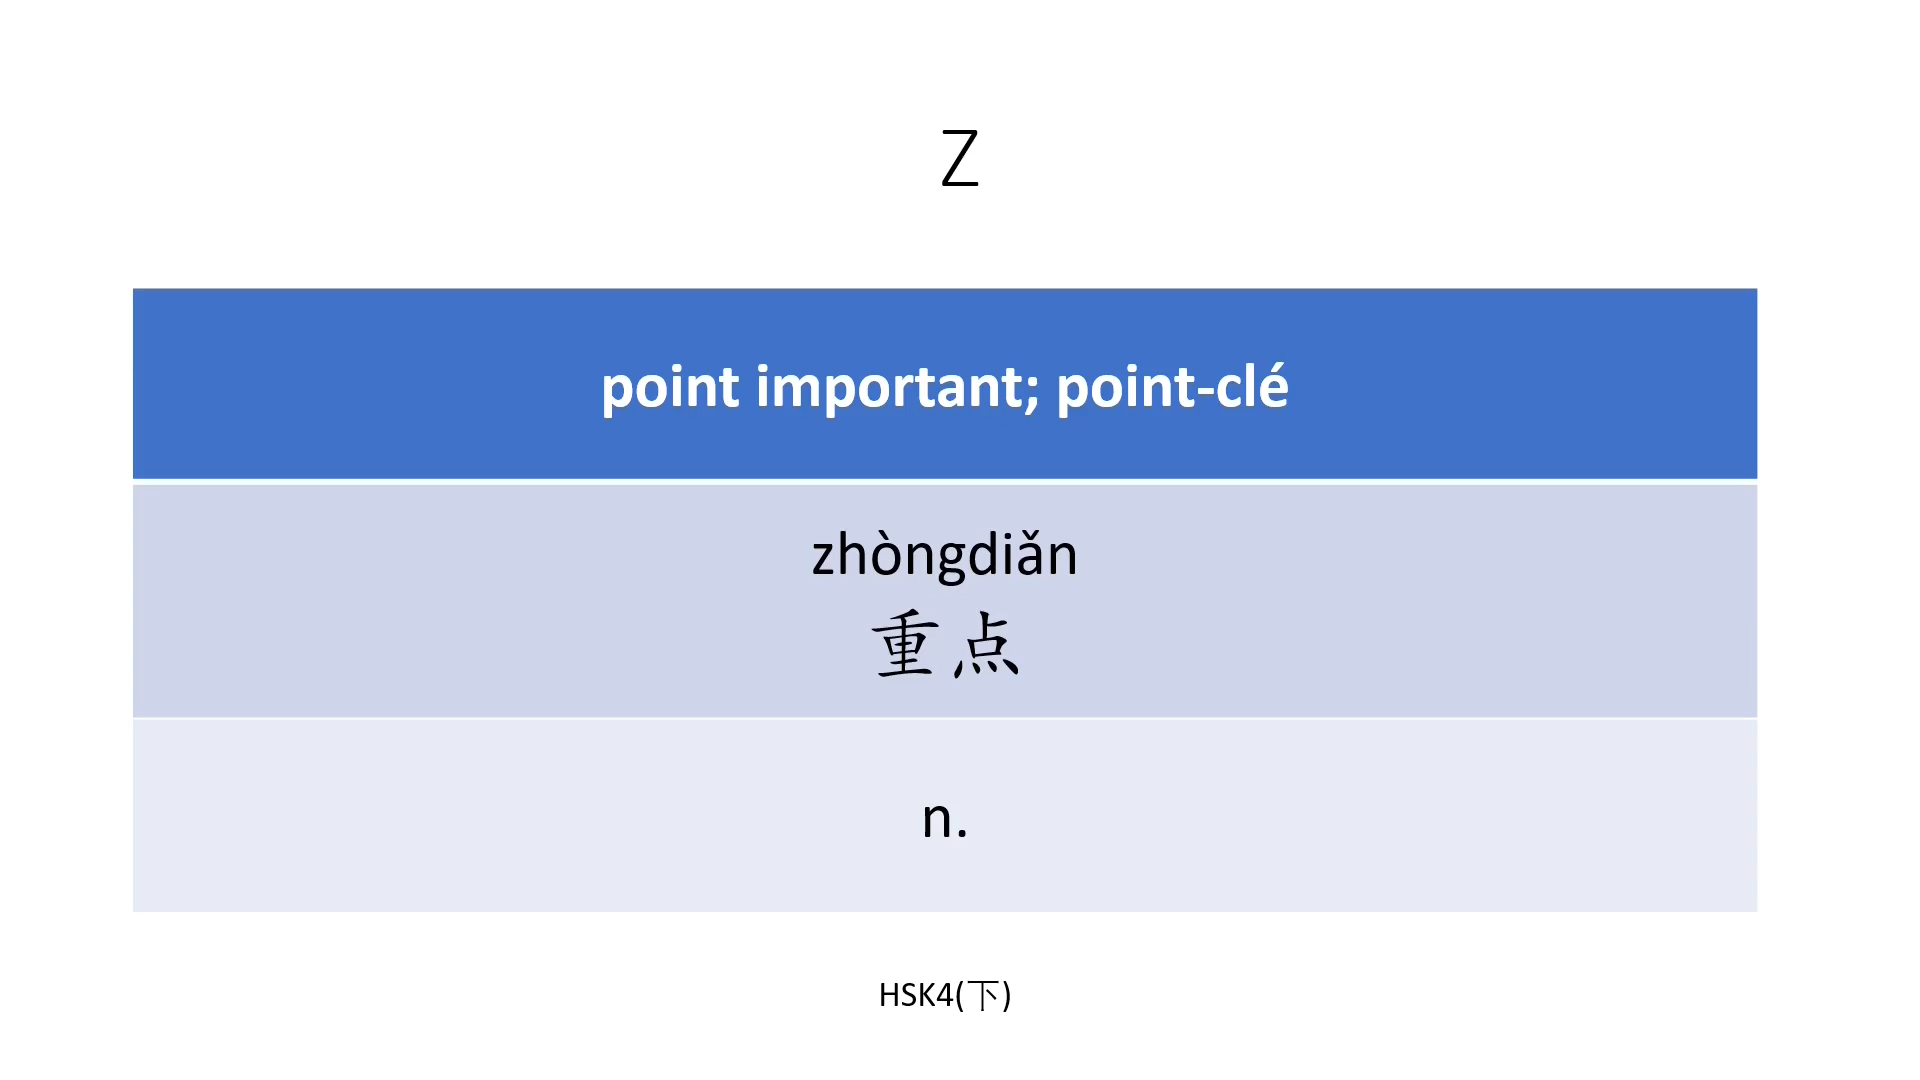 Z
point important; point-clé
zhòngdiǎn
重点
n.
HSK4(下)